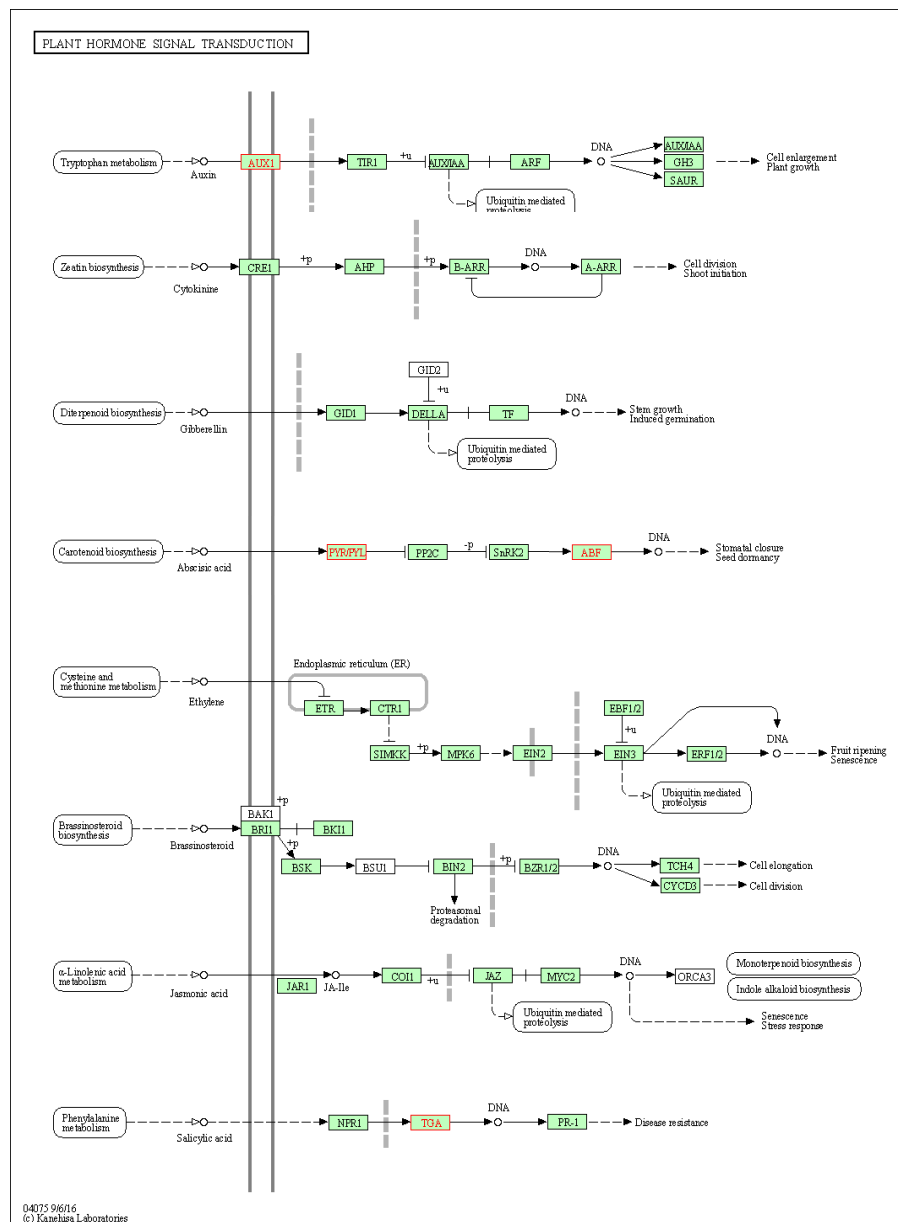 PLANT HORMONE SIGNAL TRANSDUCTION
Tryptophan metabolism
Auxin
AUX1
TIR1
+u
AUX/IAA
ARF
DNA
AUX/IAA
GH3
SAUR
Cell enlargement
Plant growth
Ubiquitin mediated
proteolysis
Zeatin biosynthesis
Cytokinine
CRE1
+p
AHP
+p
B-ARR
DNA
A-ARR
Cell division
Shoot initiation
Diterpenoid biosynthesis
Gibberellin
GID1
GID2
+u
DELLA
TF
DNA
Stem growth
Induced germination
Ubiquitin mediated
proteolysis
Carotenoid biosynthesis
Abscisic acid
PYR/PYL
PP2C
-p
SnRK2
ABF
DNA
Stomatal closure
Seed dormancy
Cysteine and
methionine metabolism
Ethylene
Endoplasmic reticulum (ER)
ETR
CTR1
SIMKK
+p
MPK6
EIN2
EBF1/2
+u
EIN3
ERF1/2
DNA
Fruit ripening
Senescence
Ubiquitin mediated
proteolysis
Brassinosteroid
biosynthesis
Brassinosteroid
BAK1
+p
BRI1
BKI1
+p
BSK
BSU1
BIN2
+p
BZR1/2
DNA
TCH4
Cell elongation
CYCD3
Cell division
Proteasomal
degradation
α-Linolenic acid
metabolism
Jasmonic acid
JAR1
JA-Ile
COI1
+u
JAZ
MYC2
DNA
ORCA3
Monoterpenoid biosynthesis
Indole alkaloid biosynthesis
Ubiquitin mediated
proteolysis
Senescence
Stress response
Phenylalanine
metabolism
Salicylic acid
NPR1
TGA
DNA
PR-1
Disease resistance
04075 9/6/16
(c) Kanehisa Laboratories